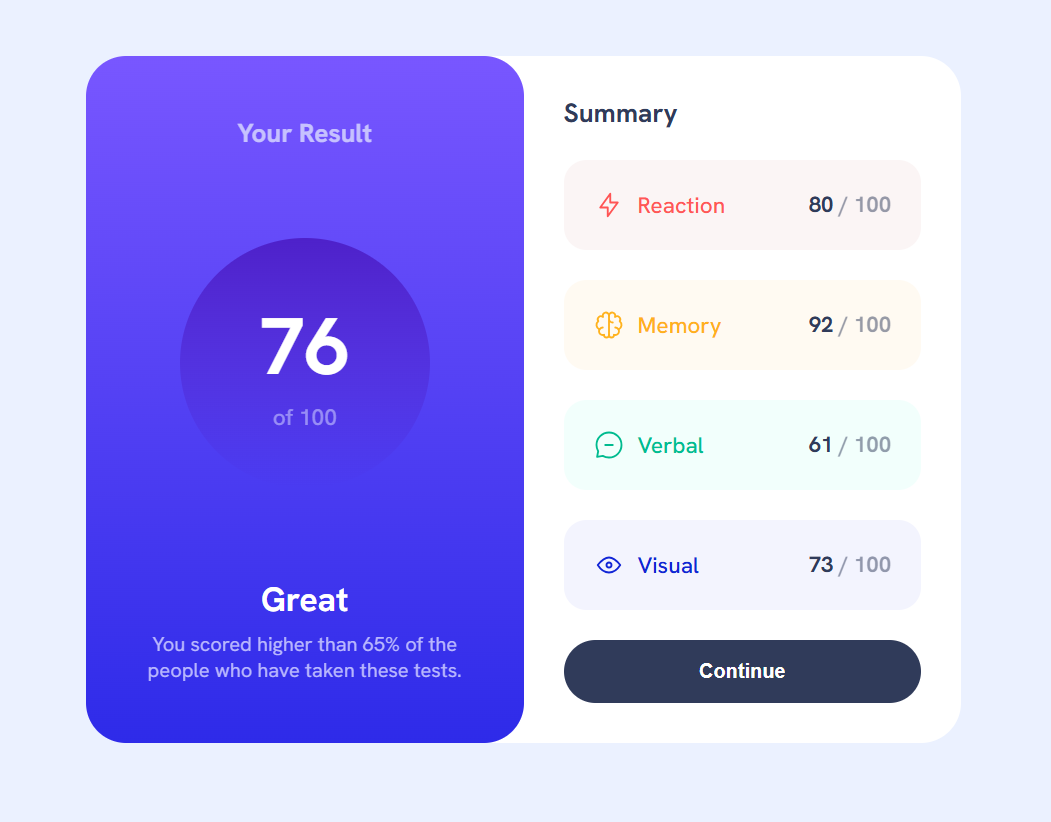 Your Result
76
of 100
Great
You scored higher than 65% of the
people who have taken these tests.
Summary
Reaction 80 / 100
Memory 92 / 100
Verbal 61 / 100
Visual 73 / 100
Continue